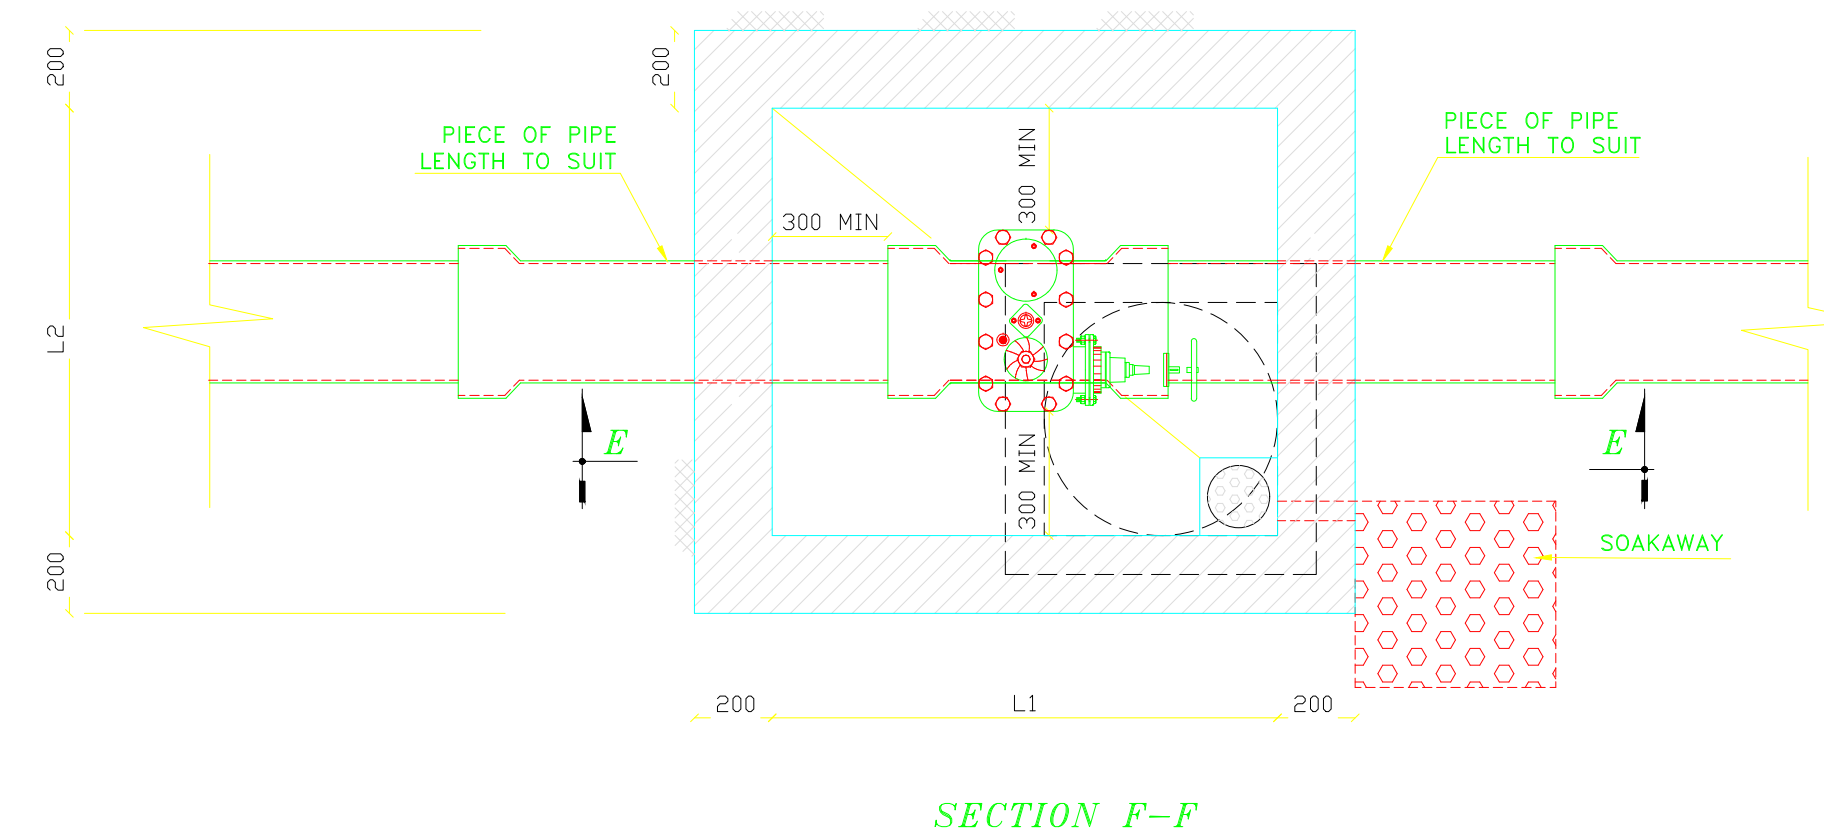 200
200
PIECE OF PIPE
LENGTH TO SUIT
PIECE OF PIPE
LENGTH TO SUIT
300 MIN
300 MIN
L2
E
E
300 MIN
SOAKAWAY
200
200
L1
200
SECTION F-F